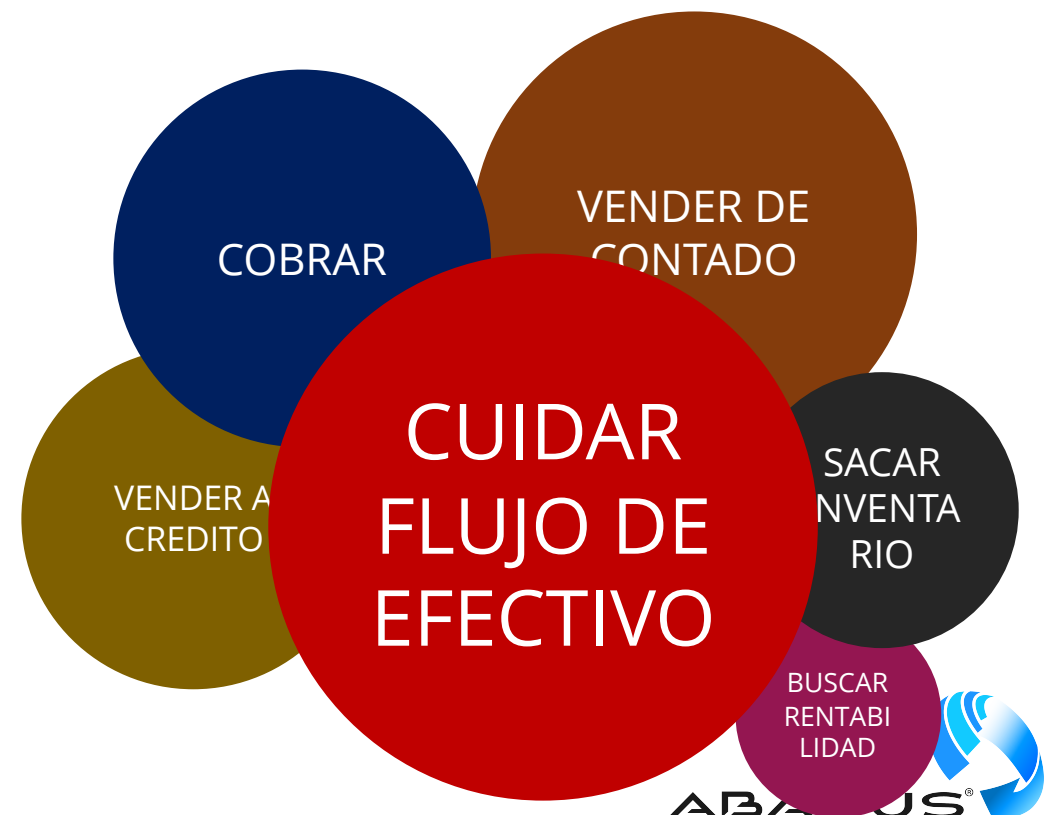 COBRAR
VENDER DE
CONTADO
VENDER A
CREDITO
CUIDAR
FLUJO DE
EFECTIVO
SACAR
NVENTA
RIO
BUSCAR
RENTABI
LIDAD